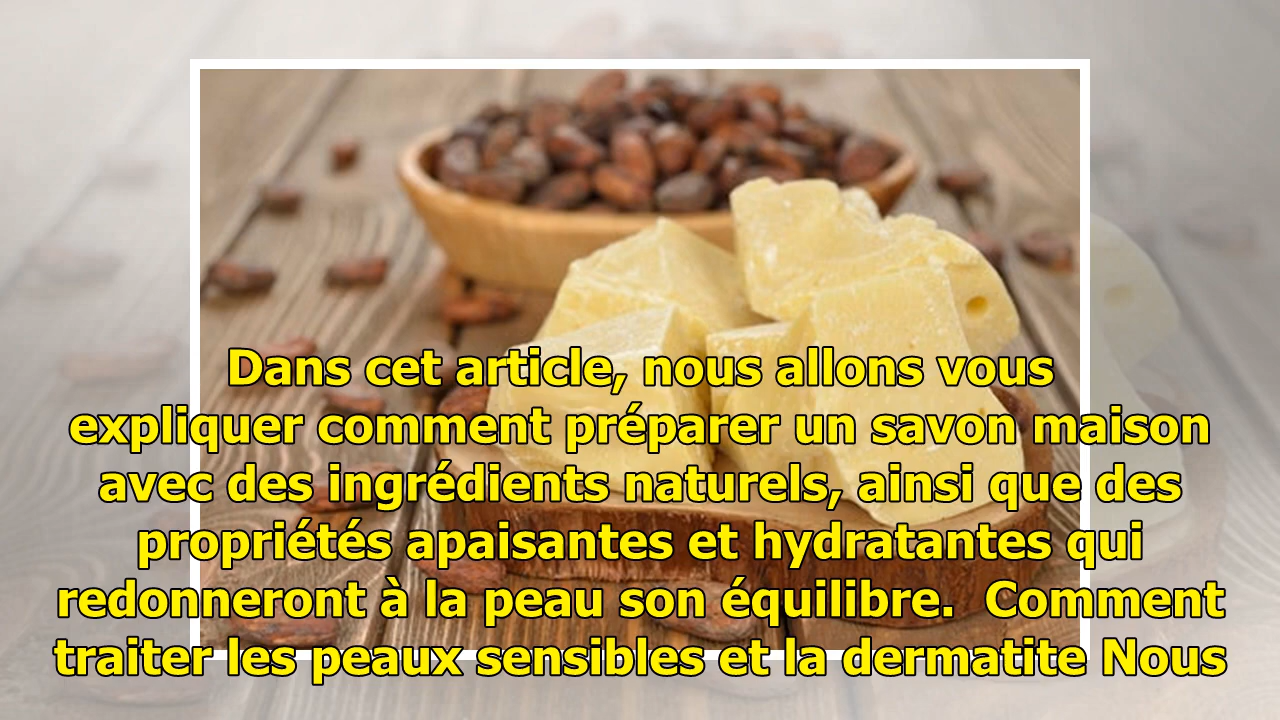 Dans cet article, nous allons vous
expliquer comment préparer un savon maison
avec des ingrédients naturels, ainsi que des
propriétés apaisantes et hydratantes qui
redonneront à la peau son équilibre.  Comment
traiter les peaux sensibles et la dermatite Nous